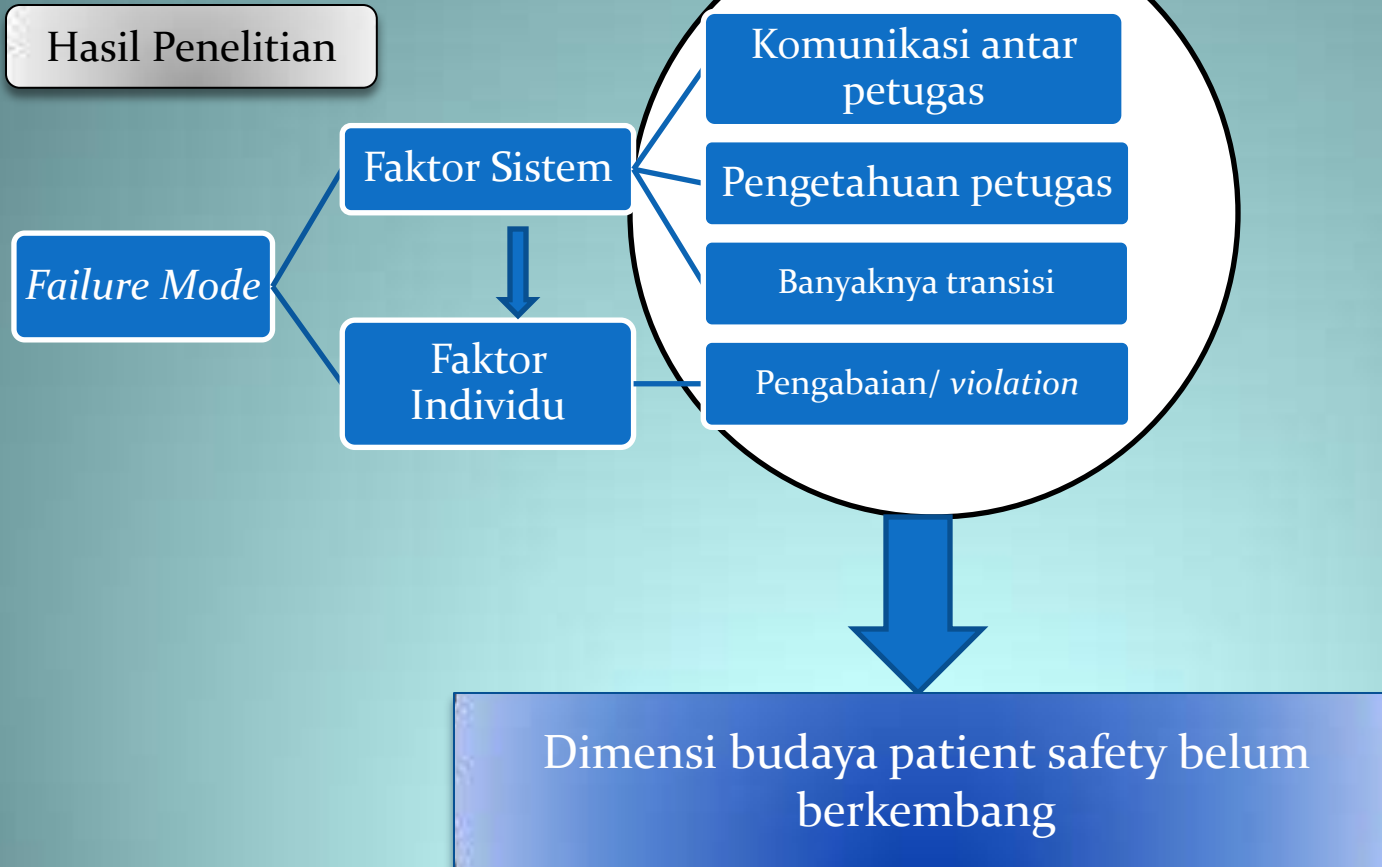 Hasil Penelitian
Komunikasi antar
petugas
Faktor Sistem
Pengetahuan petugas
Failure Mode
Banyaknya transisi
Faktor
Individu
Pengabaian/ violation
Dimensi budaya patient safety belum
berkembang